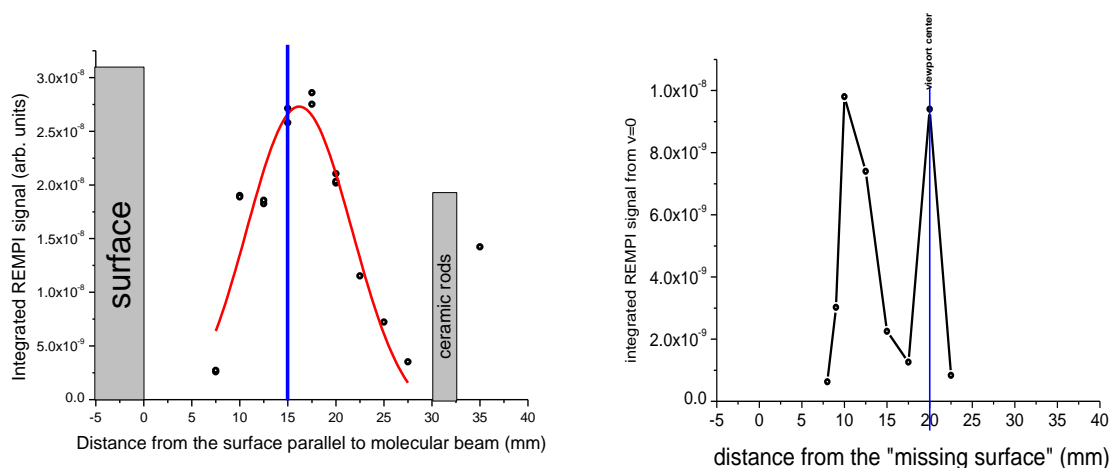 Integrated REMPI signal (arb. units)
3.0x10⁻⁸
2.5x10⁻⁸
2.0x10⁻⁸
1.5x10⁻⁸
1.0x10⁻⁸
5.0x10⁻⁹
0.0
surface
ceramic rods
-5 0 5 10 15 20 25 30 35 40
Distance from the surface parallel to molecular beam (mm)
integrated REMPI signal from v=0
1.0x10⁻⁸
8.0x10⁻⁹
6.0x10⁻⁹
4.0x10⁻⁹
2.0x10⁻⁹
0.0
viewport center
-5 0 5 10 15 20 25 30 35 40
distance from the "missing surface" (mm)